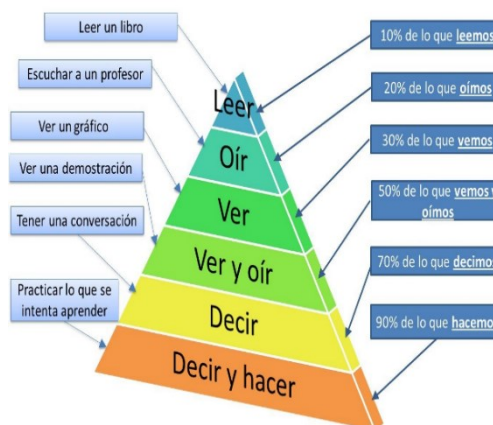 Leer un libro
Escuchar a un profesor
Ver un gráfico
Ver una demostración
Tener una conversación
Practicar lo que se
intenta aprender
Leer
Oír
Ver
Ver y oír
Decir
Decir y hacer
10% de lo que leemos
20% de lo que oímos
30% de lo que vemos
50% de lo que vemos y
oímos
70% de lo que decimos
90% de lo que hacemo